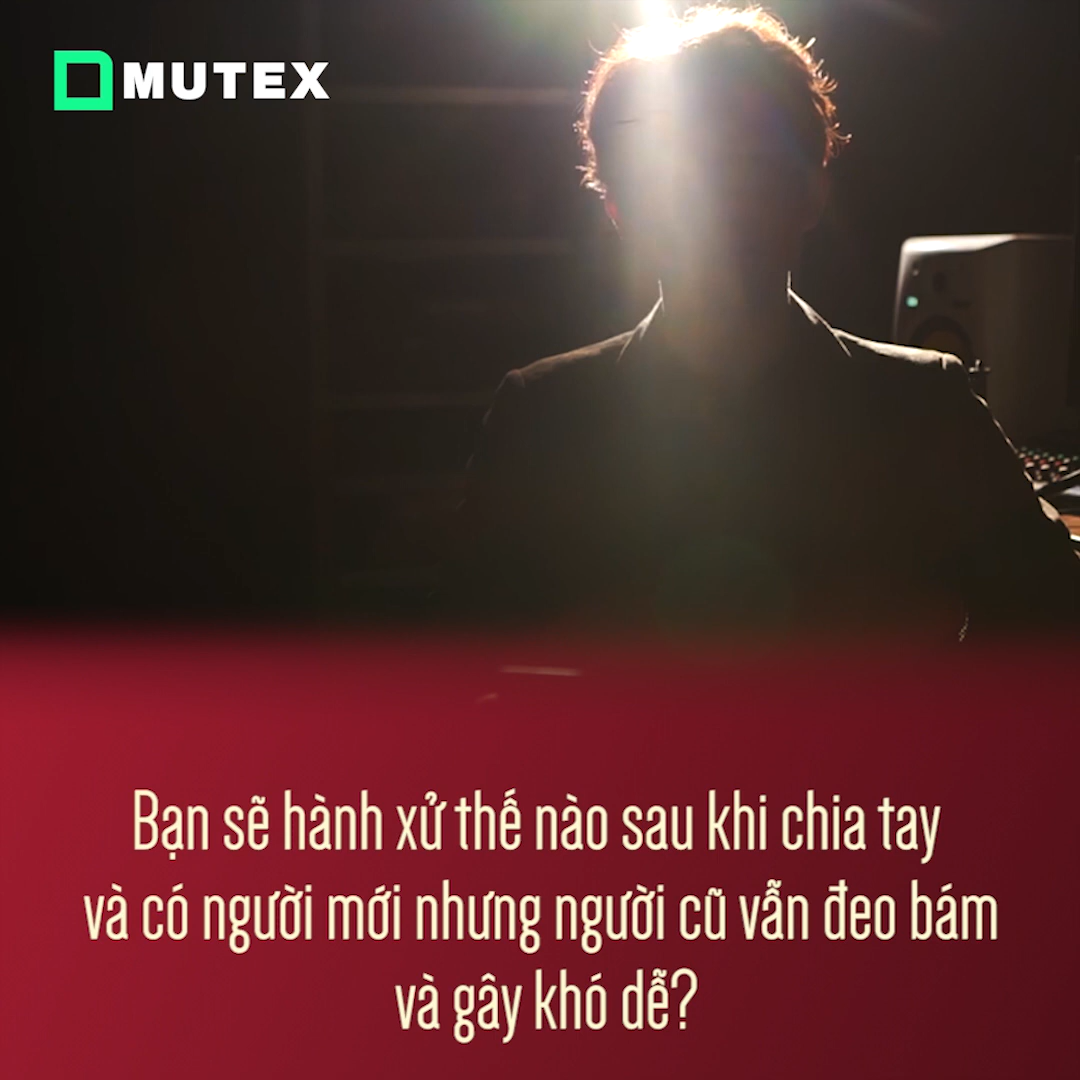 MUTEX
Bạn sẽ hành xử thế nào sau khi chia tay
và có người mới nhưng người cũ vẫn đeo bám
và gây khó dễ?